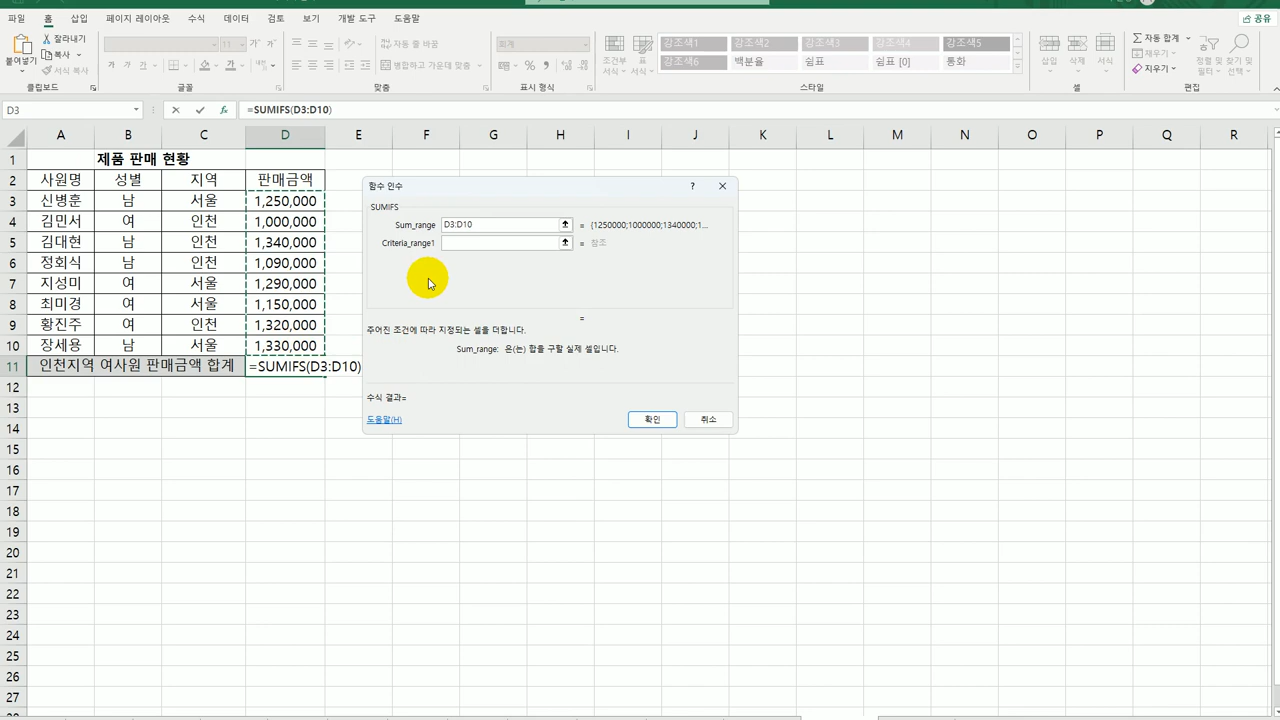 파일 홈 삽입 페이지 레이아웃 수식 데이터 검토 보기 개발 도구 도움말 공유
잘라내기 11 자동 줄 바꿈 회계 강조색1 강조색2 강조색3 강조색4 강조색5 자동 합계
붙여넣기 복사 병합하고 가운데 맞춤 조건부 서식 표 서식 삽입 삭제 서식 채우기 정렬 및 필터 찾기 및 선택
서식 복사 가 가 가 강조색6 백분율 쉼표 쉼표 [0] 통화 지우기
클립보드 글꼴 맞춤 표시 형식 스타일 셀 편집
D3 fx =SUMIFS(D3:D10)
A B C D E F G H I J K L M N O P Q R
1 제품 판매 현황
2 사원명 성별 지역 판매금액
3 신병훈 남 서울 1,250,000
4 김민서 여 인천 1,000,000
5 김대현 남 인천 1,340,000
6 정회식 남 인천 1,090,000
7 지성미 여 서울 1,290,000
8 최미경 여 서울 1,150,000
9 황진주 여 인천 1,320,000
10 장세용 남 서울 1,330,000
11 인천지역 여사원 판매금액 합계 =SUMIFS(D3:D10)
12
13
14
15
16
17
18
19
20
21
22
23
24
25
26
27
함수 인수 ?
SUMIFS
Sum_range D3:D10 = {1250000;1000000;1340000;1...
Criteria_range1 = 참조
=
주어진 조건에 따라 지정되는 셀을 더합니다.
Sum_range: 은(는) 합을 구할 실제 셀입니다.
수식 결과=
도움말(H) 확인 취소